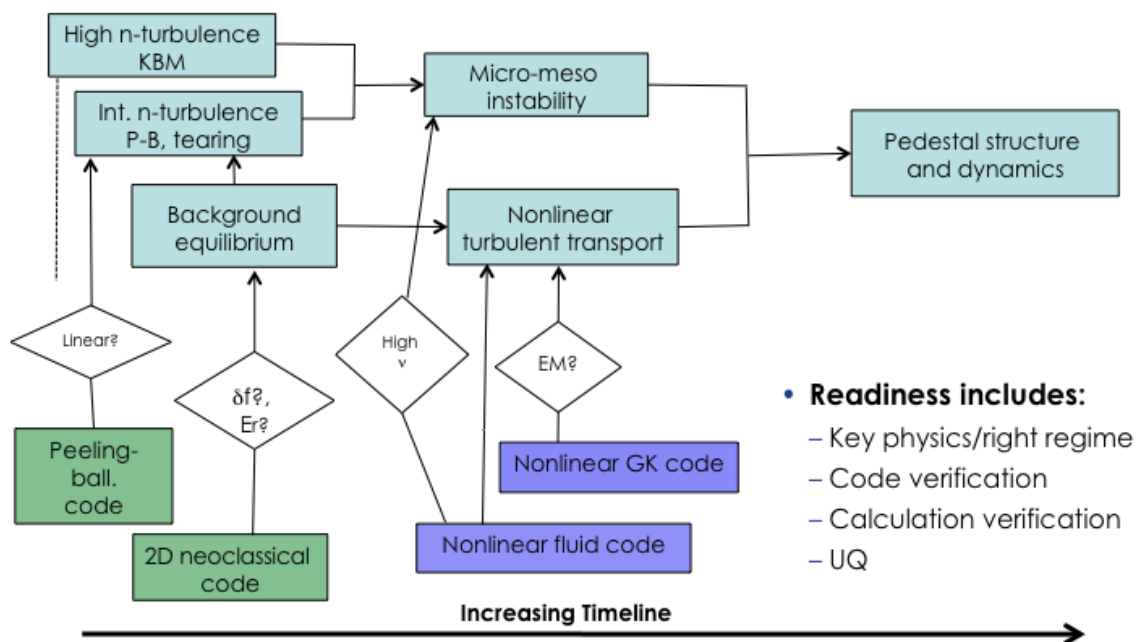 High n-turbulence
KBM
Int. n-turbulence
P-B, tearing
Background
equilibrium
Micro-meso
instability
Nonlinear
turbulent transport
Pedestal structure
and dynamics
Linear?
δf?,
Er?
High
ν
EM?
Peeling-
ball.
code
2D neoclassical
code
Nonlinear GK code
Nonlinear fluid code
• Readiness includes:
– Key physics/right regime
– Code verification
– Calculation verification
– UQ
Increasing Timeline